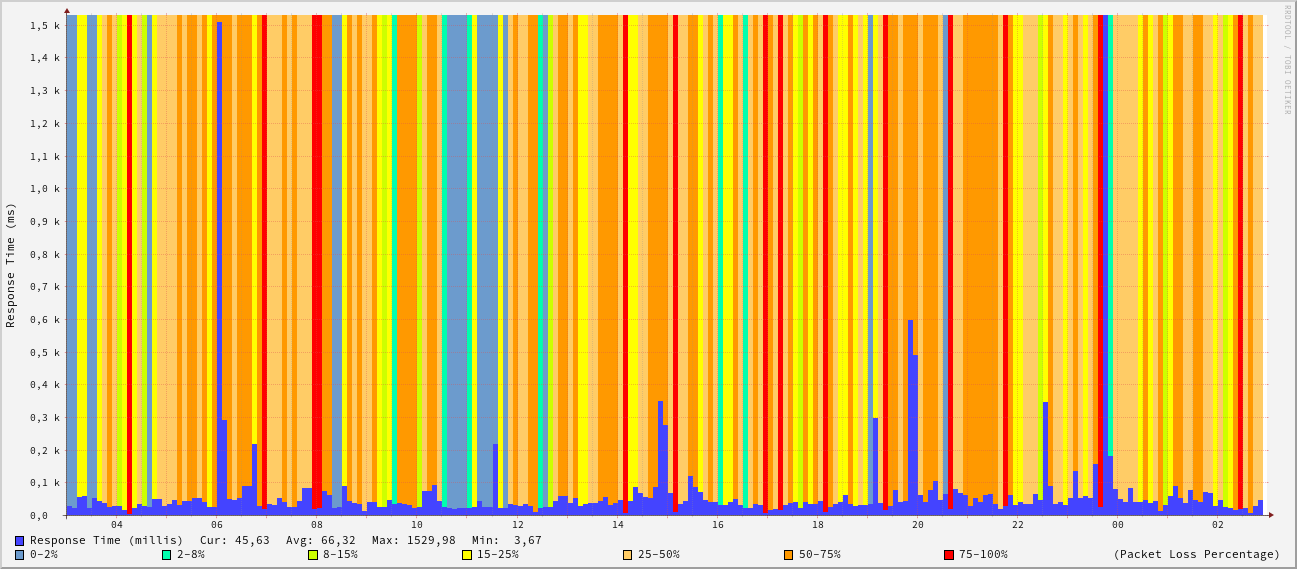 RRDTOOL / TOBI OETIKER
Response Time (ms)
1,5 k
1,4 k
1,3 k
1,2 k
1,1 k
1,0 k
0,9 k
0,8 k
0,7 k
0,6 k
0,5 k
0,4 k
0,3 k
0,2 k
0,1 k
0,0
04 06 08 10 12 14 16 18 20 22 00 02
Response Time (millis) Cur: 45,63 Avg: 66,32 Max: 1529,98 Min: 3,67
0-2% 2-8% 8-15% 15-25% 25-50% 50-75% 75-100% (Packet Loss Percentage)